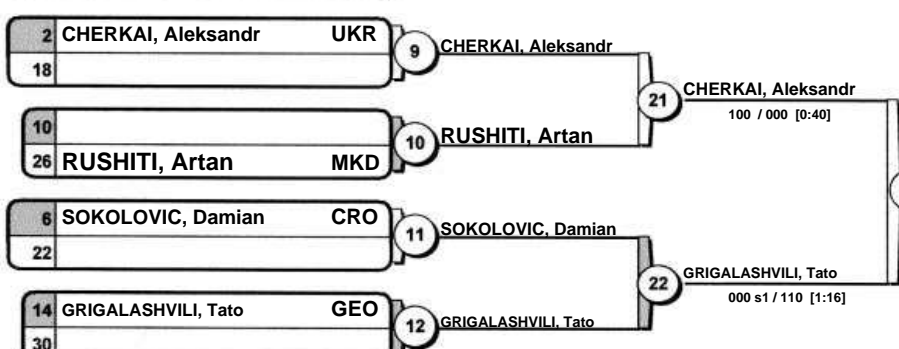 2 CHERKAI, Aleksandr UKR
18
9 CHERKAI, Aleksandr
10
26 RUSHITI, Artan MKD
10 RUSHITI, Artan
21 CHERKAI, Aleksandr
100 / 000 [0:40]
6 SOKOLOVIC, Damian CRO
22
11 SOKOLOVIC, Damian
14 GRIGALASHVILI, Tato GEO
30
12 GRIGALASHVILI, Tato
22 GRIGALASHVILI, Tato
000 s1 / 110 [1:16]